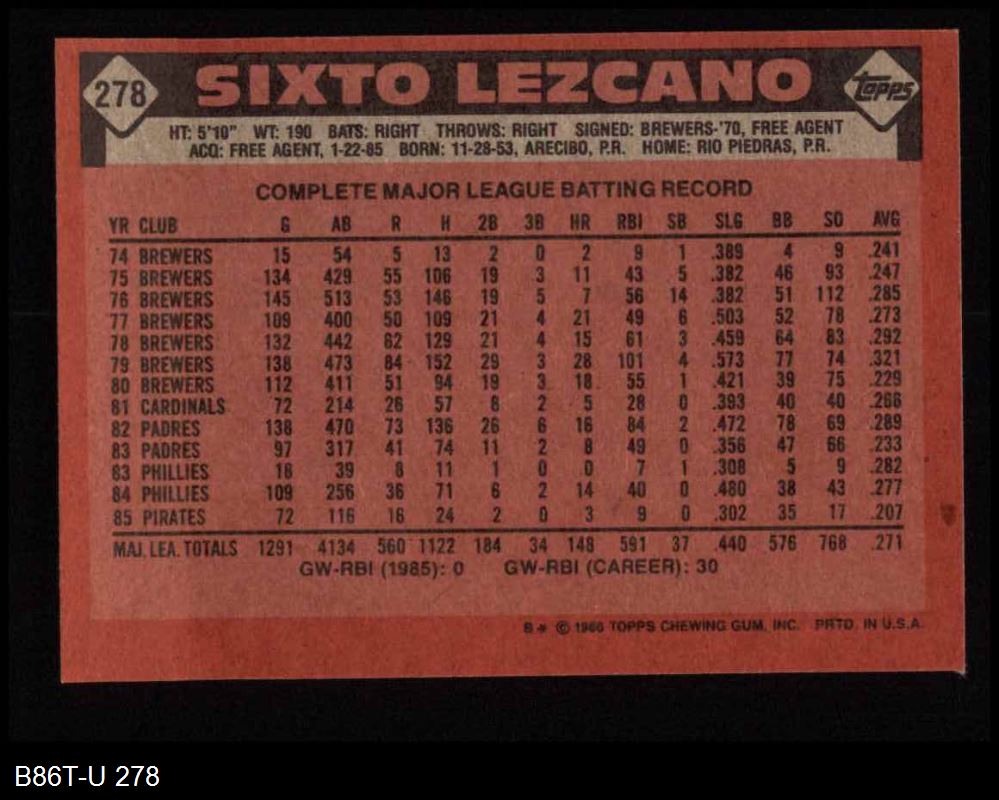 278 SIXTO LEZCANO Topps
HT: 5'10" WT: 190 BATS: RIGHT THROWS: RIGHT SIGNED: BREWERS-'70, FREE AGENT
ACQ: FREE AGENT, 1-22-85 BORN: 11-28-53, ARECIBO, P.R. HOME: RIO PIEDRAS, P.R.
COMPLETE MAJOR LEAGUE BATTING RECORD
YR CLUB G AB R H 2B 3B HR RBI SB SLG BB SO AVG
74 BREWERS 15 54 5 13 2 0 2 9 1 .389 4 9 .241
75 BREWERS 134 429 55 106 19 3 11 43 5 .382 46 93 .247
76 BREWERS 145 513 53 146 19 5 7 56 14 .382 51 112 .285
77 BREWERS 109 400 50 109 21 4 21 49 6 .503 52 78 .273
78 BREWERS 132 442 62 129 21 4 15 61 3 .459 64 83 .292
79 BREWERS 138 473 84 152 29 3 28 101 4 .573 77 74 .321
80 BREWERS 112 411 51 94 19 3 18 55 1 .421 39 75 .229
81 CARDINALS 72 214 26 57 8 2 5 28 0 .393 40 40 .266
82 PADRES 138 470 73 136 26 6 16 84 2 .472 78 69 .289
83 PADRES 97 317 41 74 11 2 8 49 0 .356 47 66 .233
83 PHILLIES 18 39 8 11 1 0 0 7 1 .308 5 9 .282
84 PHILLIES 109 256 36 71 6 2 14 40 0 .480 38 43 .277
85 PIRATES 72 116 16 24 2 0 3 9 0 .302 35 17 .207
MAJ. LEA. TOTALS 1291 4134 560 1122 184 34 148 591 37 .440 576 768 .271
GW-RBI (1985): 0 GW-RBI (CAREER): 30
B* © 1986 TOPPS CHEWING GUM, INC. PRTD. IN U.S.A.
B86T-U 278